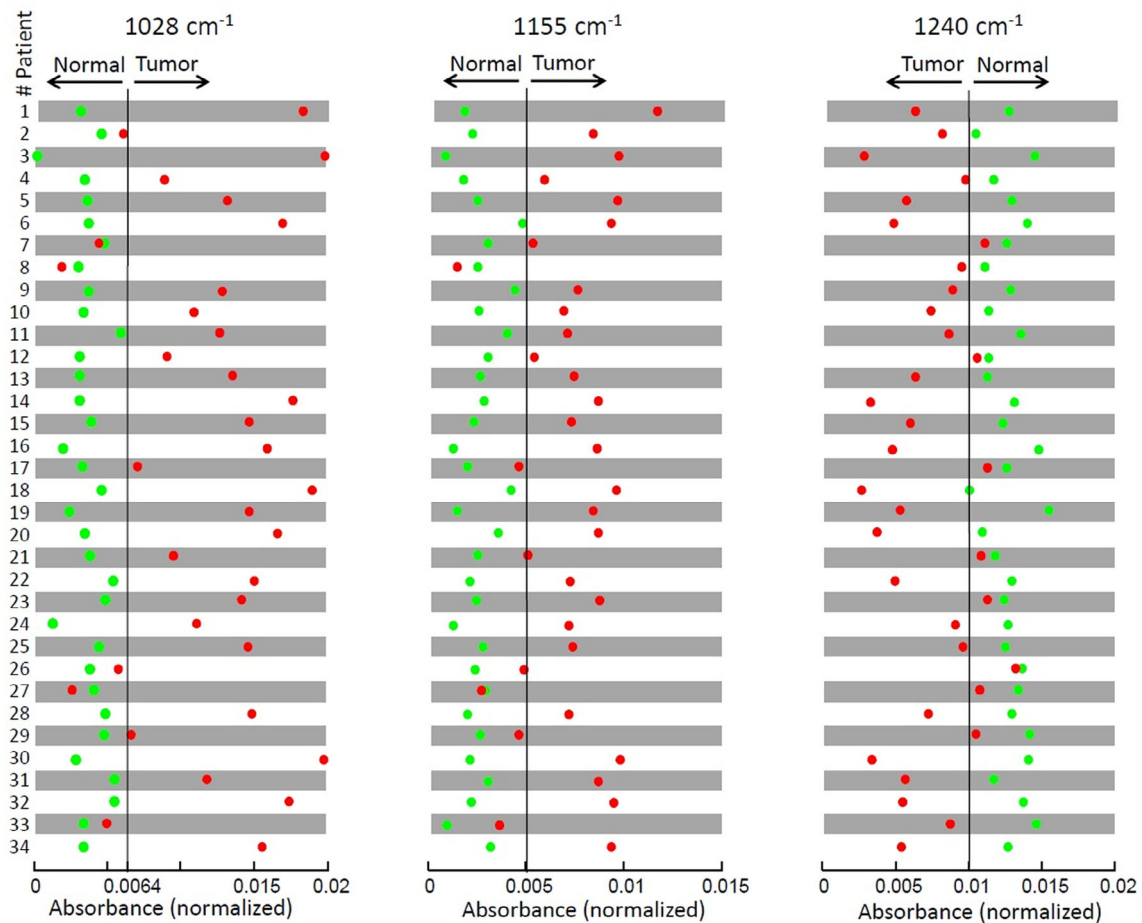 1028 cm-1
1155 cm-1
1240 cm-1
# Patient
Normal Tumor
Normal Tumor
Tumor Normal
1
2
3
4
5
6
7
8
9
10
11
12
13
14
15
16
17
18
19
20
21
22
23
24
25
26
27
28
29
30
31
32
33
34
0 0.0064 0.015 0.02
0 0.005 0.01 0.015
0 0.005 0.01 0.015 0.02
Absorbance (normalized)
Absorbance (normalized)
Absorbance (normalized)